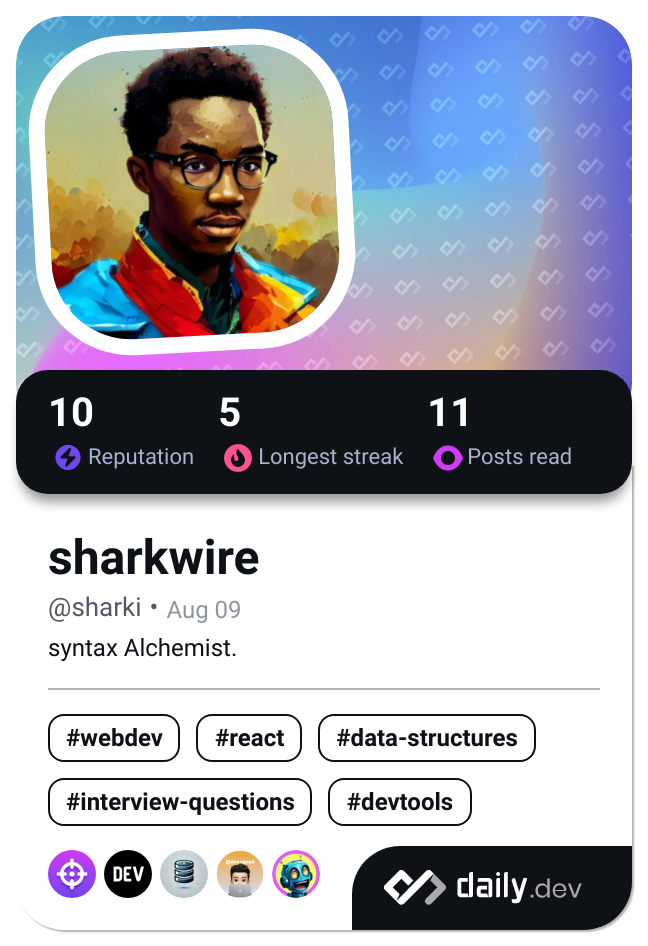 10 5 11
Reputation Longest streak Posts read
sharkwire
@sharki • Aug 09
syntax Alchemist.
#webdev #react #data-structures
#interview-questions #devtools
DEV
daily.dev